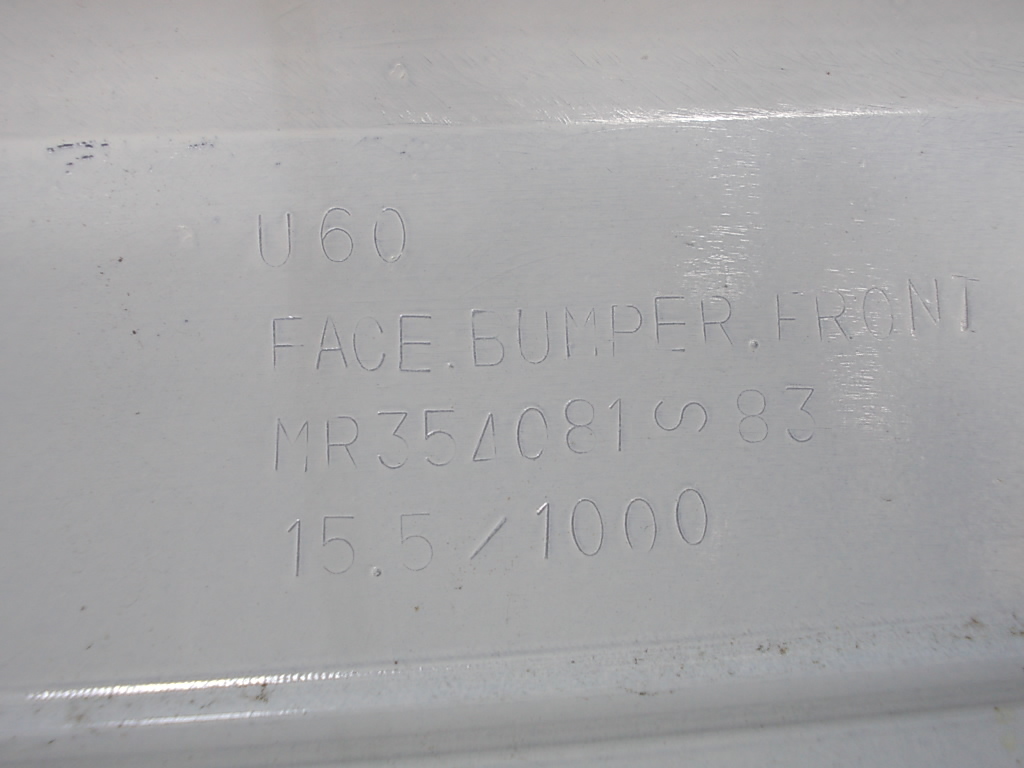 U60
FACE.BUMPER.FRONT
MR354081 S 83
15.5/1000